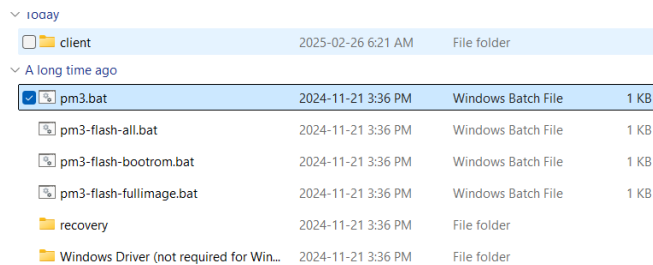 Today
client 2025-02-26 6:21 AM File folder
A long time ago
pm3.bat 2024-11-21 3:36 PM Windows Batch File 1 KB
pm3-flash-all.bat 2024-11-21 3:36 PM Windows Batch File 1 KB
pm3-flash-bootrom.bat 2024-11-21 3:36 PM Windows Batch File 1 KB
pm3-flash-fullimage.bat 2024-11-21 3:36 PM Windows Batch File 1 KB
recovery 2024-11-21 3:36 PM File folder
Windows Driver (not required for Win... 2024-11-21 3:36 PM File folder